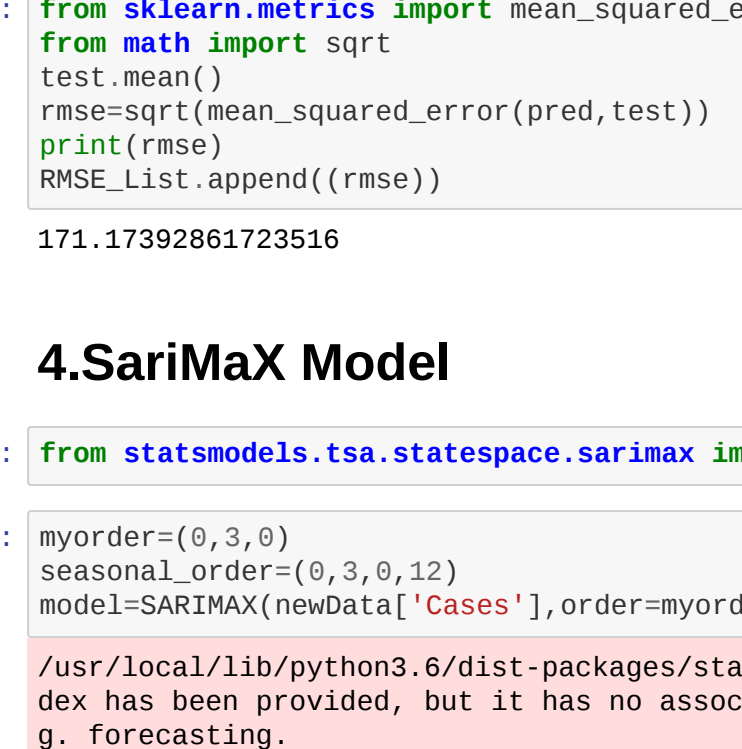 : from sklearn.metrics import
from math import sqrt
test.mean()
rmse=sqrt(mean_squared_error(pred,test))
print(rmse)
RMSE_List.append((rmse))
171.17392861723516
4.SariMaX Model
: from statsmodels.tsa.statespace.sarimax
: myorder=(0,3,0)
seasonal_order=(0,3,0,12)
model=SARIMAX(newData['Cases'],order=myord
/usr/local/lib/python3.6/dist-packages/sta
dex has been provided, but it has no assoc
g. forecasting.